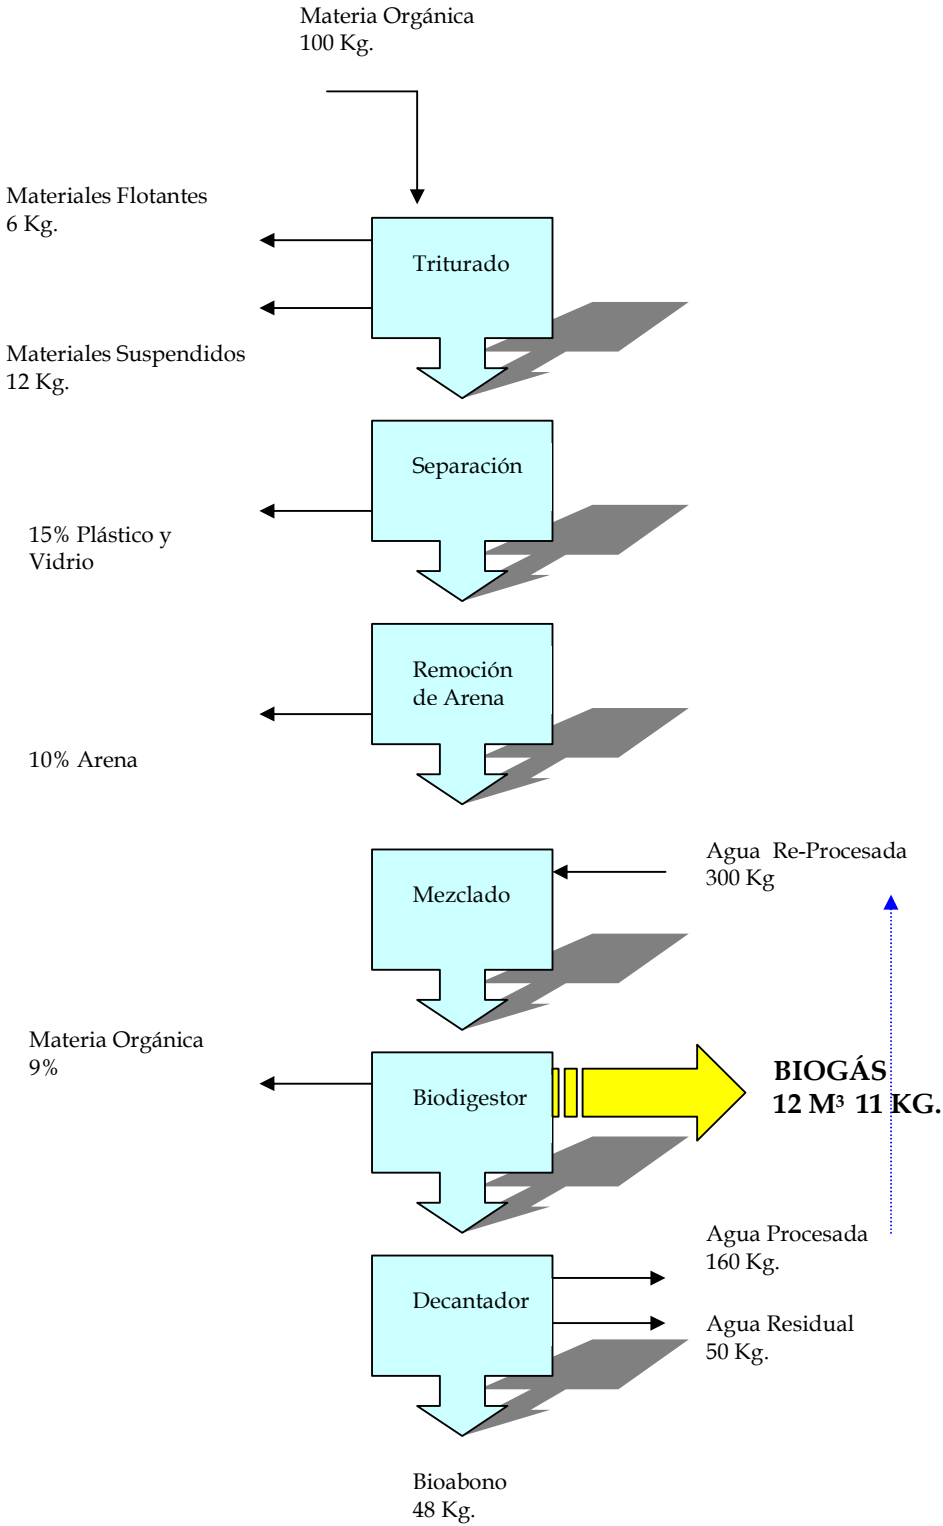 Materia Orgánica
100 Kg.
Materiales Flotantes
6 Kg.
Triturado
Materiales Suspendidos
12 Kg.
Separación
15% Plástico y
Vidrio
Remoción
de Arena
10% Arena
Agua Re-Procesada
300 Kg
Mezclado
Materia Orgánica
9%
Biodigestor
BIOGÁS
12 M³ 11 KG.
Agua Procesada
160 Kg.
Decantador
Agua Residual
50 Kg.
Bioabono
48 Kg.